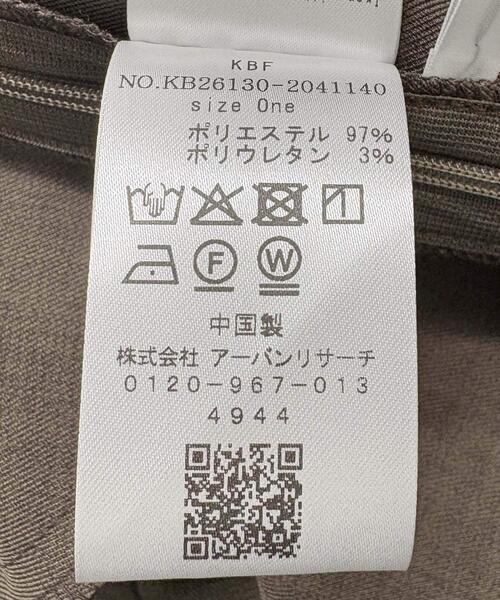 KBF
NO.KB26130-2041140
size One
ポリエステル 97%
ポリウレタン 3%
F W
中国製
株式会社 アーバンリサーチ
0120-967-013
4944